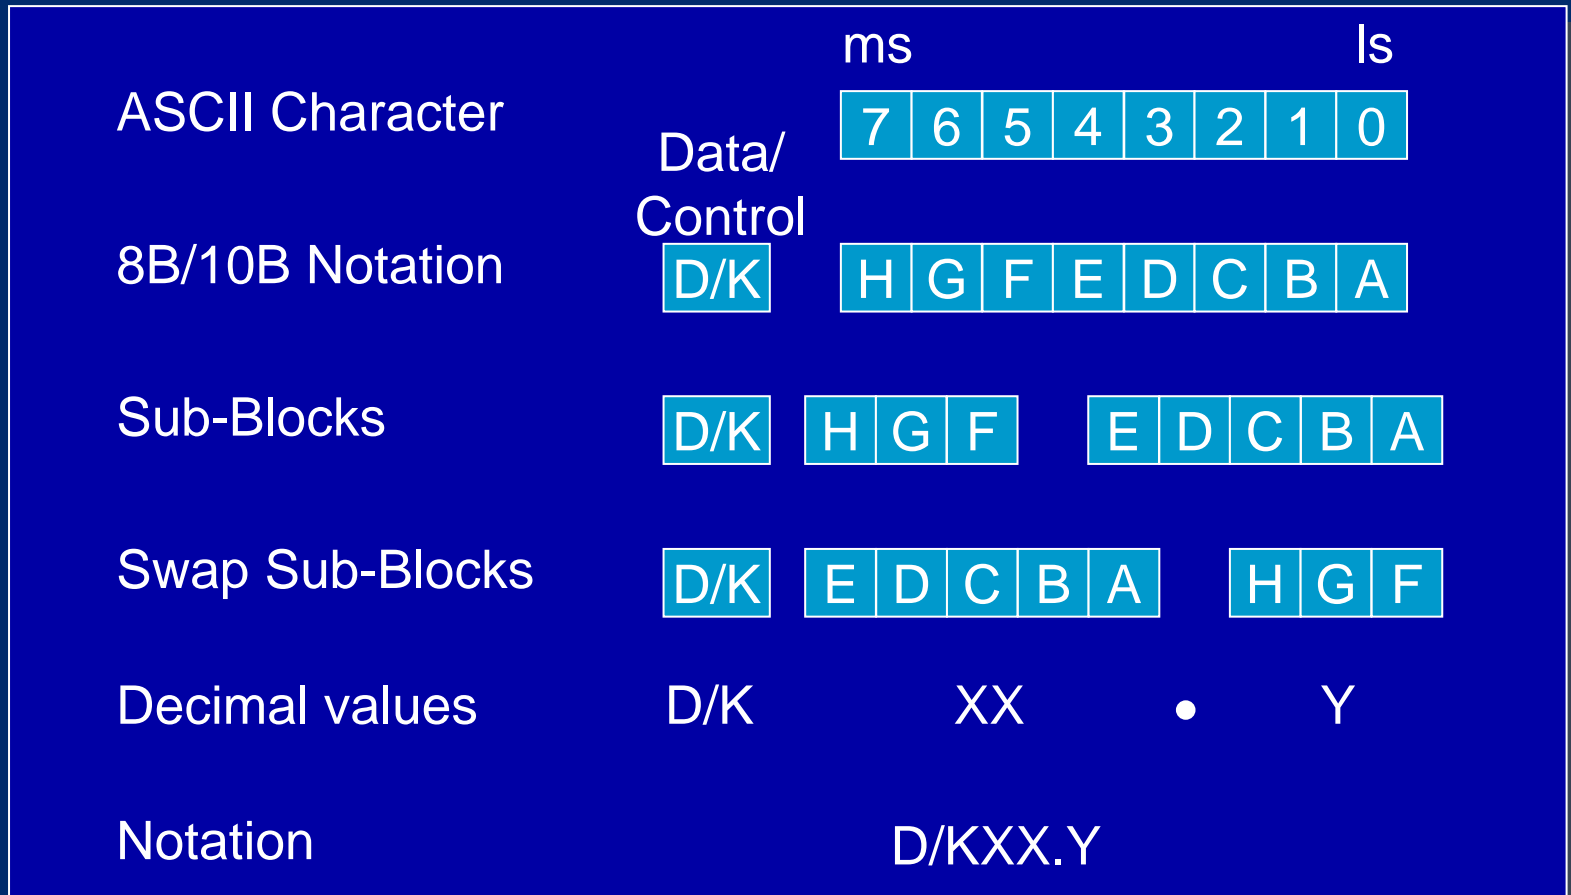 ms ls
ASCII Character 7 6 5 4 3 2 1 0
Data/
Control
8B/10B Notation D/K H G F E D C B A
Sub-Blocks D/K H G F E D C B A
Swap Sub-Blocks D/K E D C B A H G F
Decimal values D/K XX • Y
Notation D/KXX.Y